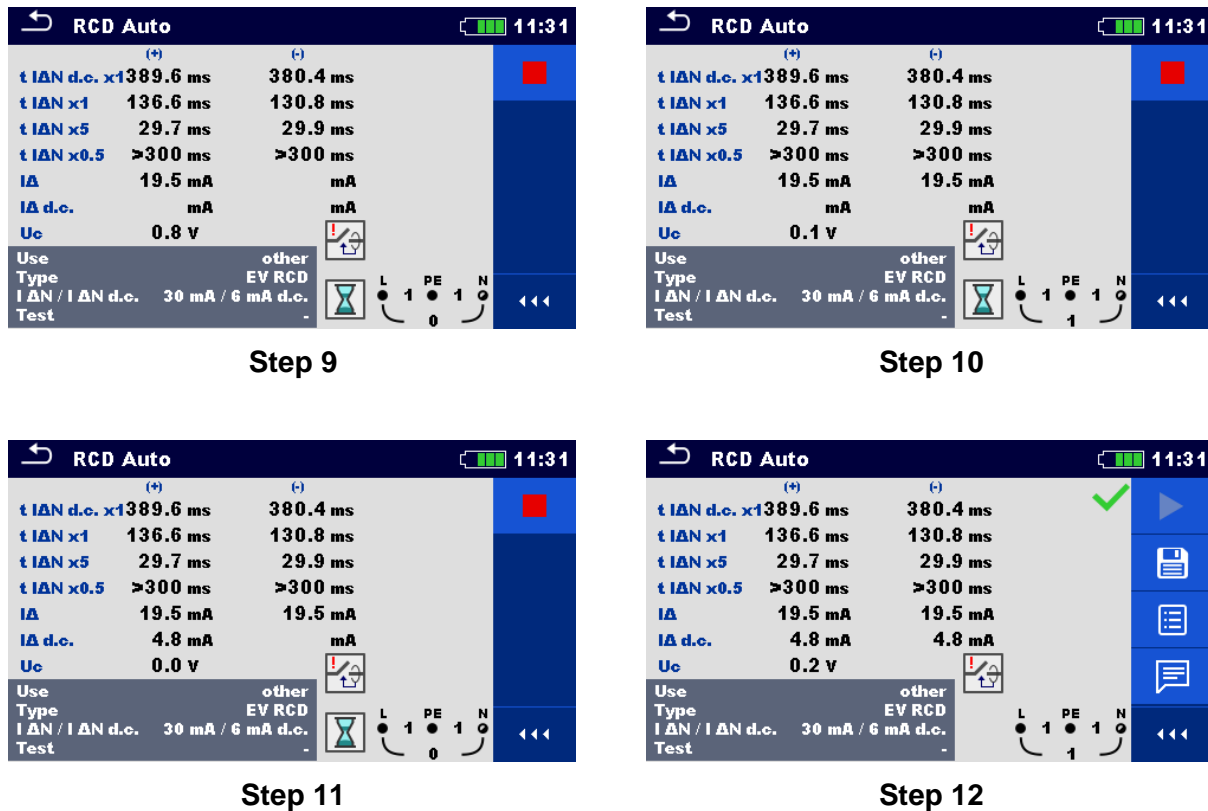 RCD Auto 11:31
(+) (-)
t IΔN d.c. x1 389.6 ms 380.4 ms
t IΔN x1 136.6 ms 130.8 ms
t IΔN x5 29.7 ms 29.9 ms
t IΔN x0.5 >300 ms >300 ms
IΔ 19.5 mA mA
IΔ d.c. mA mA
Uc 0.8 V
Use other
Type EV RCD
I ΔN / I ΔN d.c. 30 mA / 6 mA d.c.
Test -
L PE N
1 1
0
Step 9
RCD Auto 11:31
(+) (-)
t IΔN d.c. x1 389.6 ms 380.4 ms
t IΔN x1 136.6 ms 130.8 ms
t IΔN x5 29.7 ms 29.9 ms
t IΔN x0.5 >300 ms >300 ms
IΔ 19.5 mA 19.5 mA
IΔ d.c. mA mA
Uc 0.1 V
Use other
Type EV RCD
I ΔN / I ΔN d.c. 30 mA / 6 mA d.c.
Test -
L PE N
1 1
1
Step 10
RCD Auto 11:31
(+) (-)
t IΔN d.c. x1 389.6 ms 380.4 ms
t IΔN x1 136.6 ms 130.8 ms
t IΔN x5 29.7 ms 29.9 ms
t IΔN x0.5 >300 ms >300 ms
IΔ 19.5 mA 19.5 mA
IΔ d.c. 4.8 mA mA
Uc 0.0 V
Use other
Type EV RCD
I ΔN / I ΔN d.c. 30 mA / 6 mA d.c.
Test -
L PE N
1 1
0
Step 11
RCD Auto 11:31
(+) (-)
t IΔN d.c. x1 389.6 ms 380.4 ms
t IΔN x1 136.6 ms 130.8 ms
t IΔN x5 29.7 ms 29.9 ms
t IΔN x0.5 >300 ms >300 ms
IΔ 19.5 mA 19.5 mA
IΔ d.c. 4.8 mA 4.8 mA
Uc 0.2 V
Use other
Type EV RCD
I ΔN / I ΔN d.c. 30 mA / 6 mA d.c.
Test -
L PE N
1 1
1
Step 12